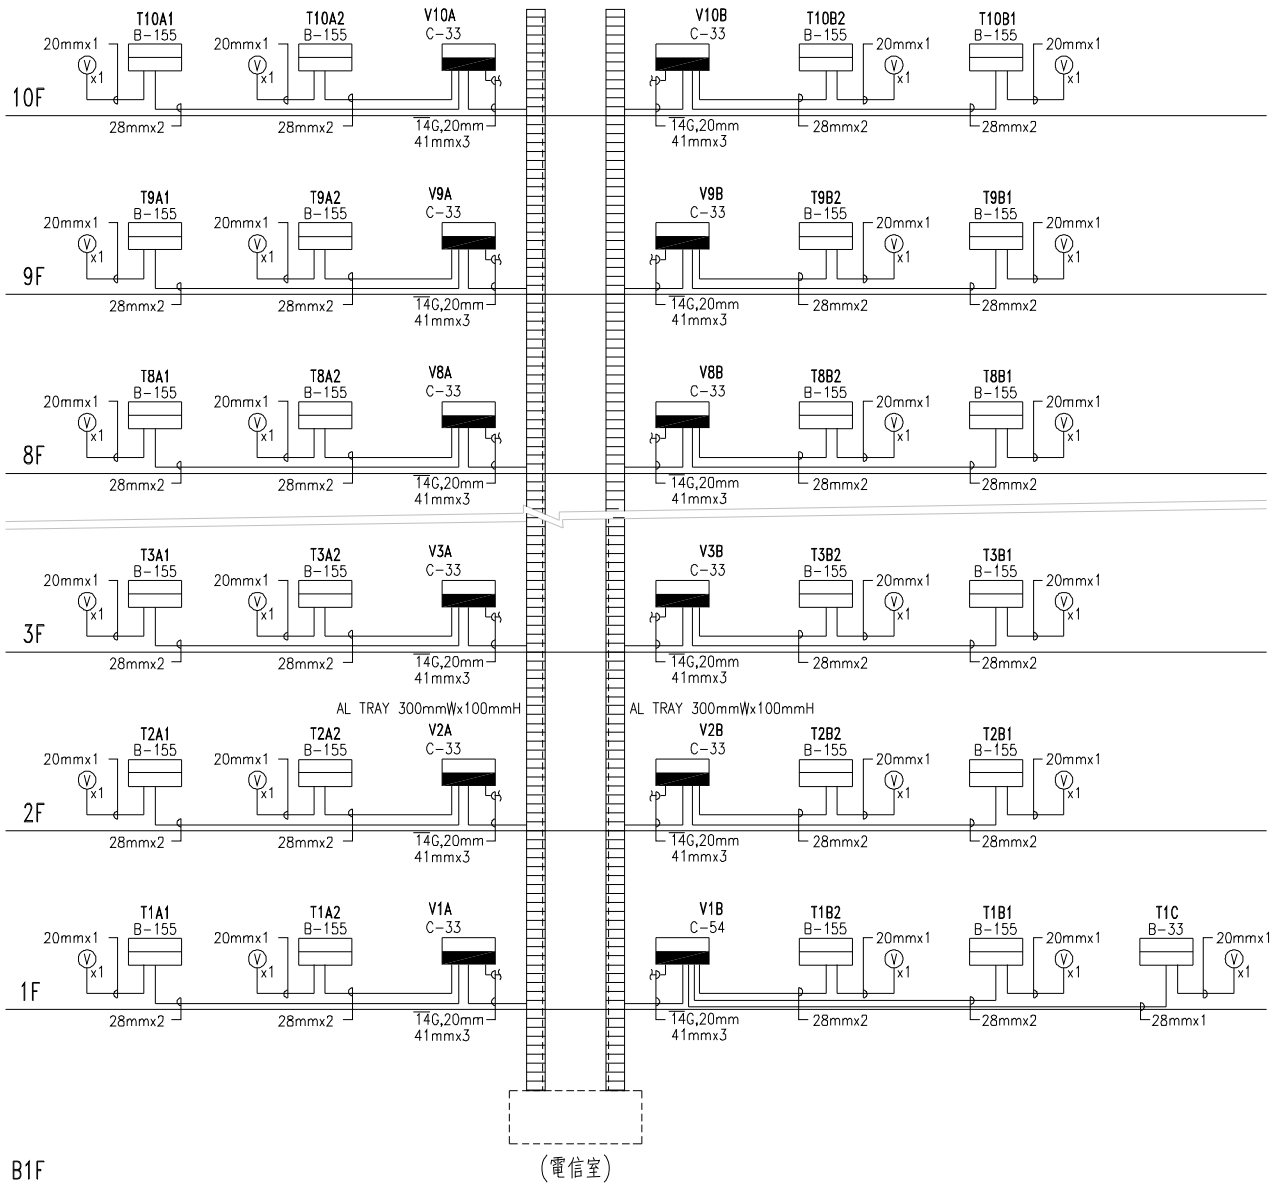 T10A1 T10A2 V10A V10B T10B2 T10B1
B-155 B-155 C-33 C-33 B-155 B-155
20mmx1 20mmx1 20mmx1 20mmx1
V V V V
x1 x1 x1 x1
10F
28mmx2 28mmx2 14G,20mm 14G,20mm 28mmx2 28mmx2
41mmx3 41mmx3
T9A1 T9A2 V9A V9B T9B2 T9B1
B-155 B-155 C-33 C-33 B-155 B-155
20mmx1 20mmx1 20mmx1 20mmx1
V V V V
x1 x1 x1 x1
9F
28mmx2 28mmx2 14G,20mm 14G,20mm 28mmx2 28mmx2
41mmx3 41mmx3
T8A1 T8A2 V8A V8B T8B2 T8B1
B-155 B-155 C-33 C-33 B-155 B-155
20mmx1 20mmx1 20mmx1 20mmx1
V V V V
x1 x1 x1 x1
8F
28mmx2 28mmx2 14G,20mm 14G,20mm 28mmx2 28mmx2
41mmx3 41mmx3
T3A1 T3A2 V3A V3B T3B2 T3B1
B-155 B-155 C-33 C-33 B-155 B-155
20mmx1 20mmx1 20mmx1 20mmx1
V V V V
x1 x1 x1 x1
3F
28mmx2 28mmx2 14G,20mm 14G,20mm 28mmx2 28mmx2
41mmx3 41mmx3
AL TRAY 300mmWx100mmH AL TRAY 300mmWx100mmH
T2A1 T2A2 V2A V2B T2B2 T2B1
B-155 B-155 C-33 C-33 B-155 B-155
20mmx1 20mmx1 20mmx1 20mmx1
V V V V
x1 x1 x1 x1
2F
28mmx2 28mmx2 14G,20mm 14G,20mm 28mmx2 28mmx2
41mmx3 41mmx3
T1A1 T1A2 V1A V1B T1B2 T1B1 T1C
B-155 B-155 C-33 C-54 B-155 B-155 B-33
20mmx1 20mmx1 20mmx1 20mmx1 20mmx1
V V V V V
x1 x1 x1 x1 x1
1F
28mmx2 28mmx2 14G,20mm 14G,20mm 28mmx2 28mmx2 28mmx1
41mmx3 41mmx3
B1F (電信室)